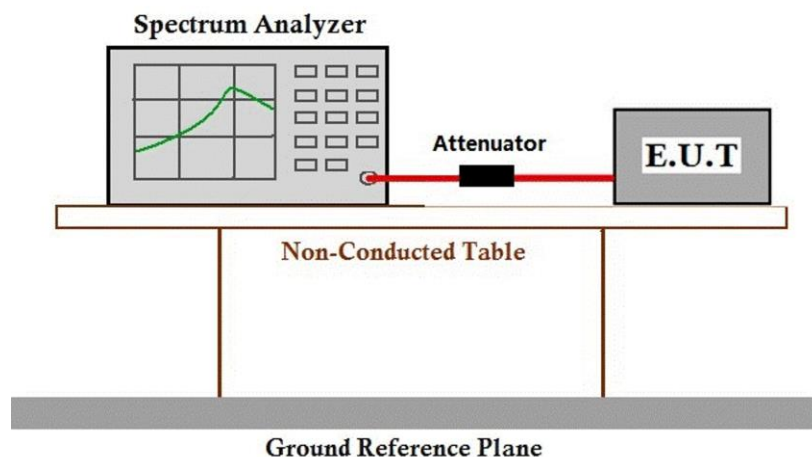 Spectrum Analyzer
Attenuator
E.U.T
Non-Conducted Table
Ground Reference Plane